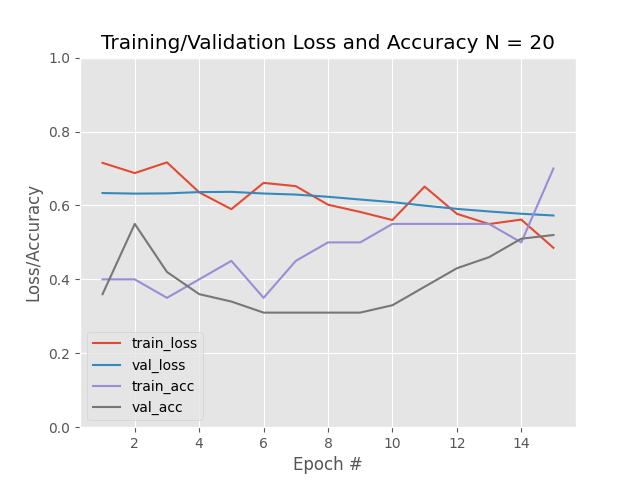 Training/Validation Loss and Accuracy N = 20
1.0
0.8
0.6
0.4
0.2
0.0
Loss/Accuracy
train_loss
val_loss
train_acc
val_acc
2 4 6 8 10 12 14
Epoch #